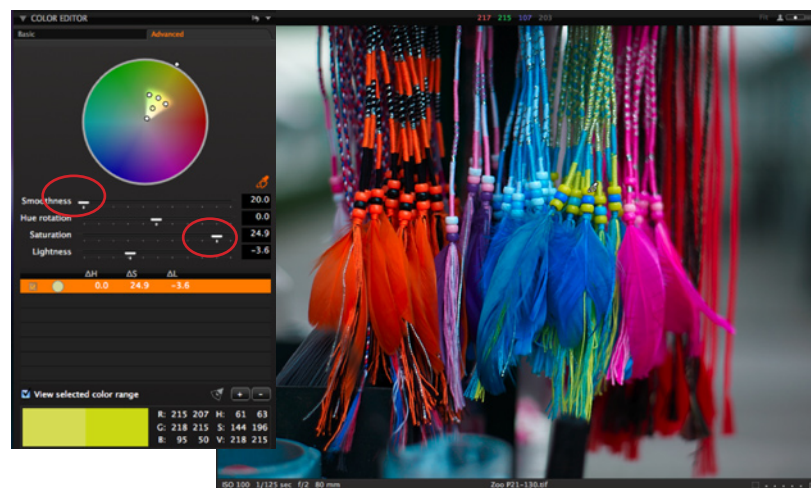 COLOR EDITOR
Basic Advanced
Smoothness 20.0
Hue rotation 0.0
Saturation 24.9
Lightness -3.6
ΔH ΔS ΔL
0.0 24.9 -3.6
View selected color range
R: 215 207 H: 61 63
G: 218 215 S: 144 196
B: 95 50 V: 218 215
217 215 107 203
ISO 100 1/125 sec f/2 80 mm Zoo P21-130.tif